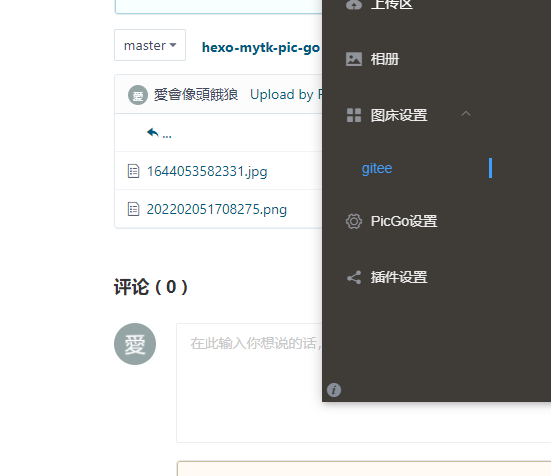 master
hexo-mytk-pic-go
愛
愛會像頭餓狼
Upload by
...
1644053582331.jpg
202202051708275.png
评论 ( 0 )
愛
在此输入你想说的话，
上传区
相册
图床设置
gitee
PicGo设置
插件设置